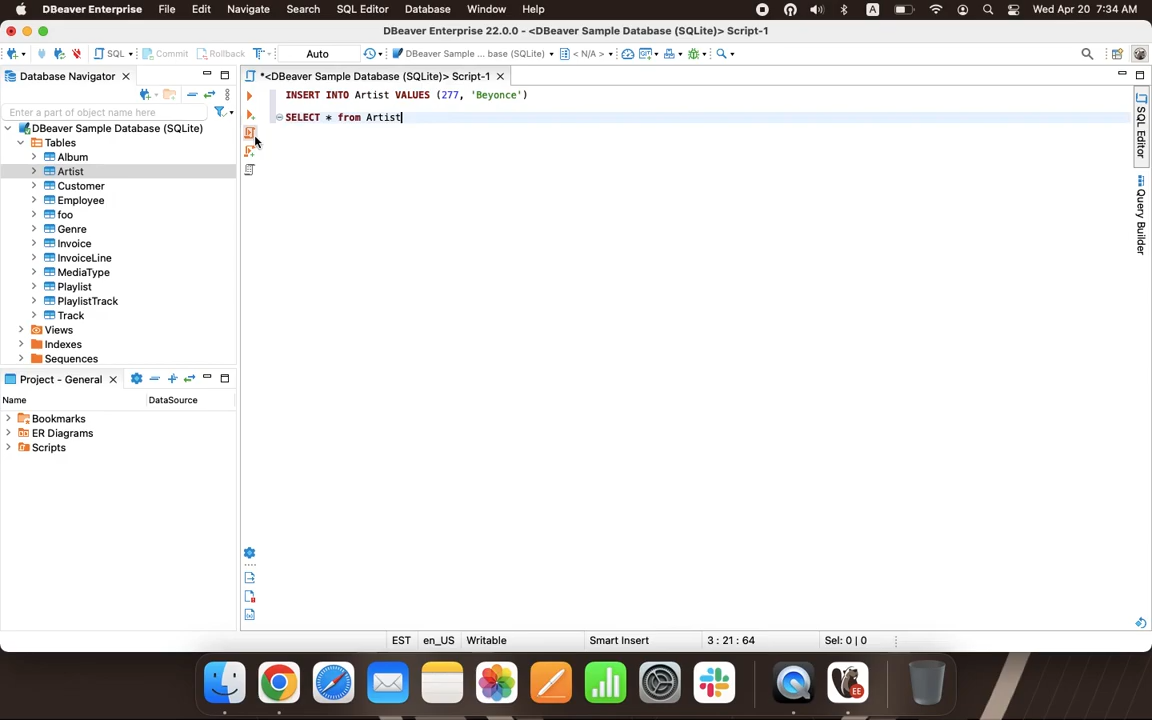 DBeaver Enterprise File Edit Navigate Search SQL Editor Database Window Help A Wed Apr 20 7:34 AM
DBeaver Enterprise 22.0.0 - <DBeaver Sample Database (SQLite)> Script-1
SQL Commit Rollback Auto DBeaver Sample ... base (SQLite) < N/A >
Database Navigator
*<DBeaver Sample Database (SQLite)> Script-1
Enter a part of object name here
INSERT INTO Artist VALUES (277, 'Beyonce')
SELECT * from Artist
DBeaver Sample Database (SQLite)
Tables
Album
Artist
Customer
Employee
foo
Genre
Invoice
InvoiceLine
MediaType
Playlist
PlaylistTrack
Track
Views
Indexes
Sequences
SQL Editor
Query Builder
Project - General
Name DataSource
Bookmarks
ER Diagrams
Scripts
EST en_US Writable Smart Insert 3 : 21 : 64 Sel: 0 | 0
EE